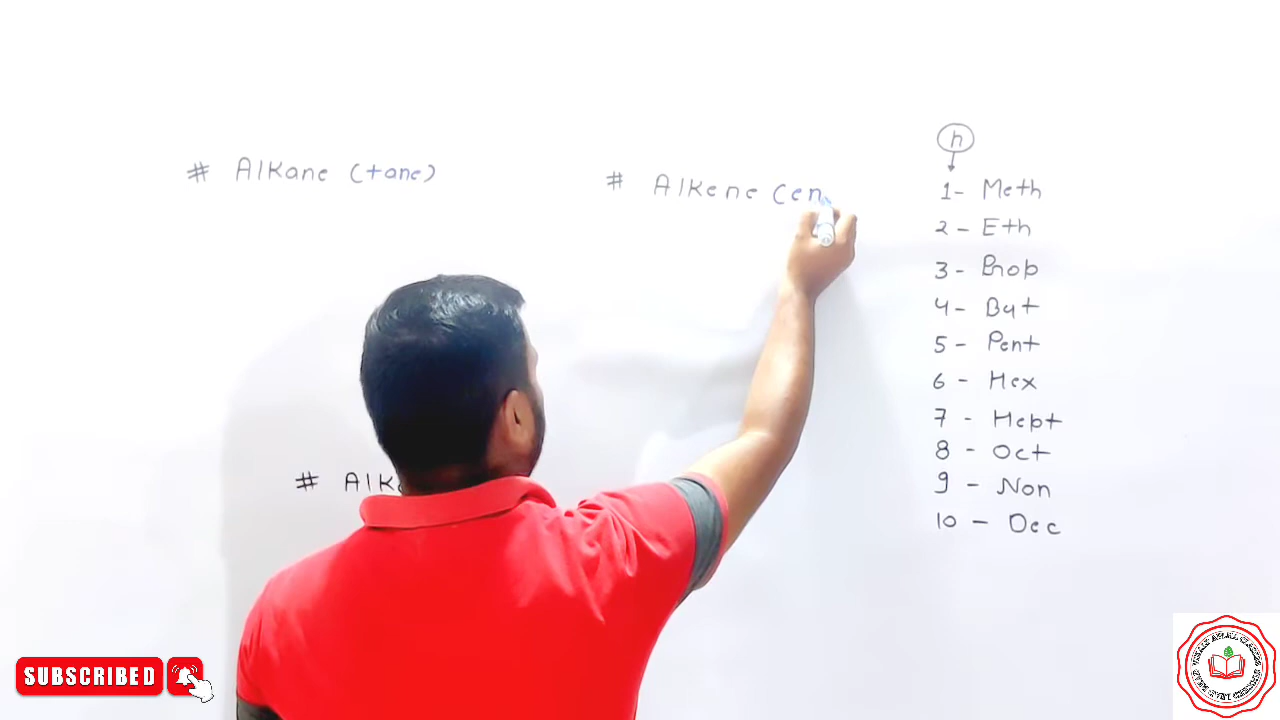 # Alkane (tane)
# Alkene (en
n
1- Meth
2 - Eth
3 - Prop
4 - But
5 - Pent
6 - Hex
7 - Hept
8 - Oct
9 - Non
10 - Dec
# Alk
SUBSCRIBED